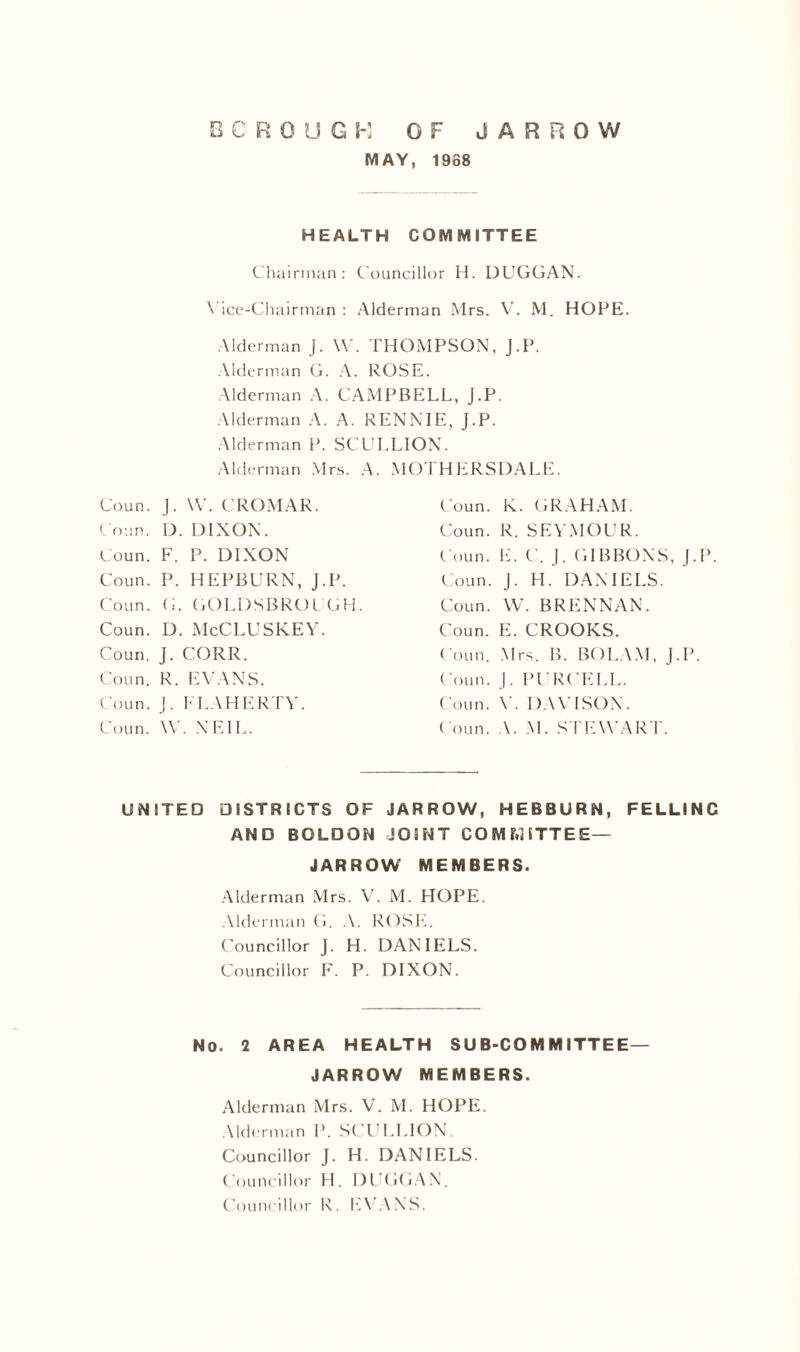 BOROUGH OF JARROW
MAY, 1968
HEALTH COMMITTEE
Chairman: Councillor H. DUGGAN.
Vice-Chairman: Alderman Mrs. V. M. HOPE.
Alderman J. W. THOMPSON, J.P.
Alderman G. A. ROSE.
Alderman A. CAMPBELL, J.P.
Alderman A. A. RENNIE, J.P.
Alderman P. SCULLION.
Alderman Mrs. A. MOTHERSDALE.
Coun. J. W. CROMAR.
Coun. D. DIXON.
Coun. F. P. DIXON
Coun. P. HEPBURN, J.P.
Coun. G. GOLDSBROUGH.
Coun. D. McCLUSKEY.
Coun. J. CORR.
Coun. R. EVANS.
Coun. J. FLAHERTY.
Coun. W. NEIL.
Coun. K. GRAHAM.
Coun. R. SEYMOUR.
Coun. E. C. J. GIBBONS, J.P.
Coun. J. H. DANIELS.
Coun. W. BRENNAN.
Coun. E. CROOKS.
Coun. Mrs. B. BOLAM, J.P.
Coun. J. PURCELL.
Coun. V. DAVISON.
Coun. A. M. STEWART.
UNITED DISTRICTS OF JARROW, HEBBURN, FELLING
AND BOLDON JOINT COMMITTEE—
JARROW MEMBERS.
Alderman Mrs. V. M. HOPE.
Alderman G. A. ROSE.
Councillor J. H. DANIELS.
Councillor F. P. DIXON.
No. 2 AREA HEALTH SUB-COMMITTEE—
JARROW MEMBERS.
Alderman Mrs. V. M. HOPE.
Alderman P. SCULLION.
Councillor J. H. DANIELS.
Councillor H. DUGGAN.
Councillor R. EVANS.